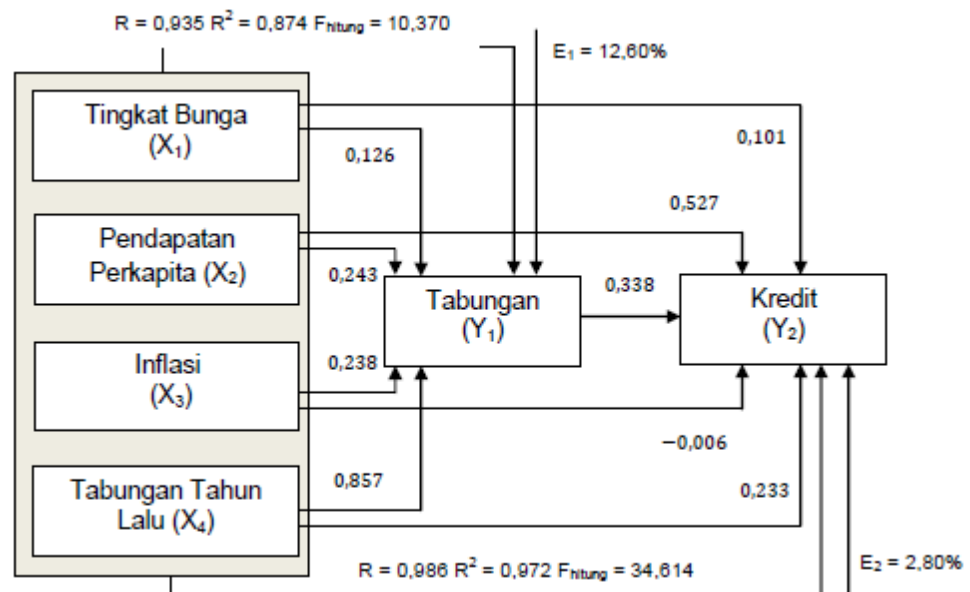 R = 0,935 R² = 0,874 F_hitung = 10,370
E₁ = 12,60%
Tingkat Bunga
(X₁)
0,126
0,101
0,527
Pendapatan
Perkapita (X₂)
0,243
Tabungan
(Y₁)
0,338
Kredit
(Y₂)
Inflasi
(X₃)
0,238
−0,006
Tabungan Tahun
Lalu (X₄)
0,857
0,233
R = 0,986 R² = 0,972 F_hitung = 34,614
E₂ = 2,80%